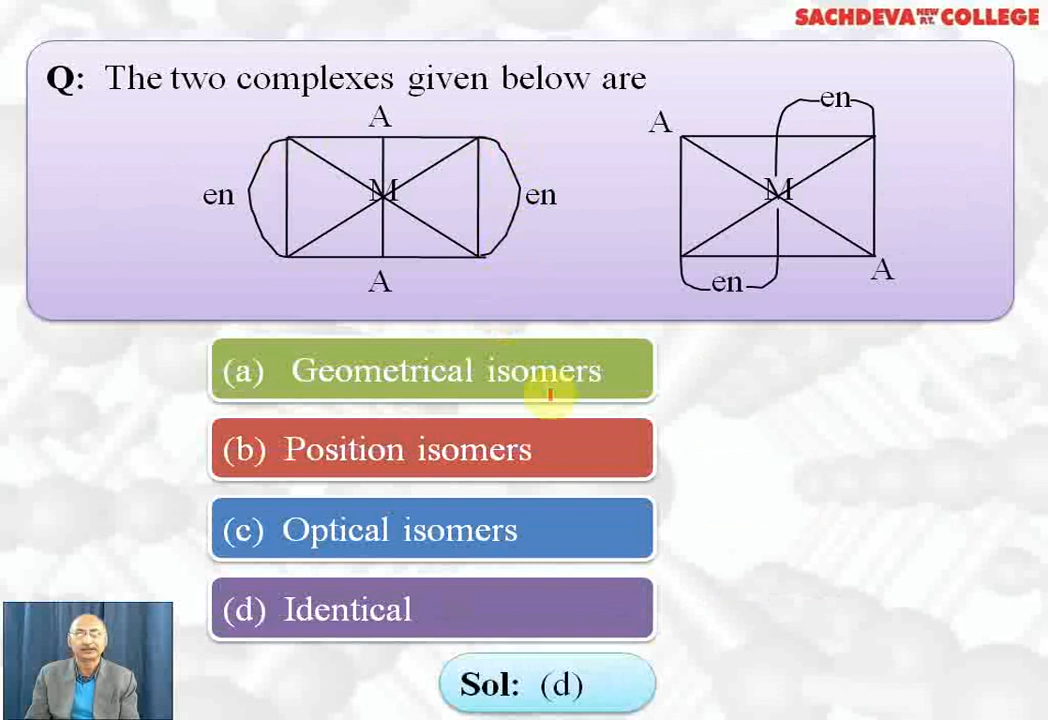 SACHDEVA NEW P.T. COLLEGE
Q: The two complexes given below are
en
A
A
M
M
en
en
A
en
A
(a) Geometrical isomers
(b) Position isomers
(c) Optical isomers
(d) Identical
Sol: (d)